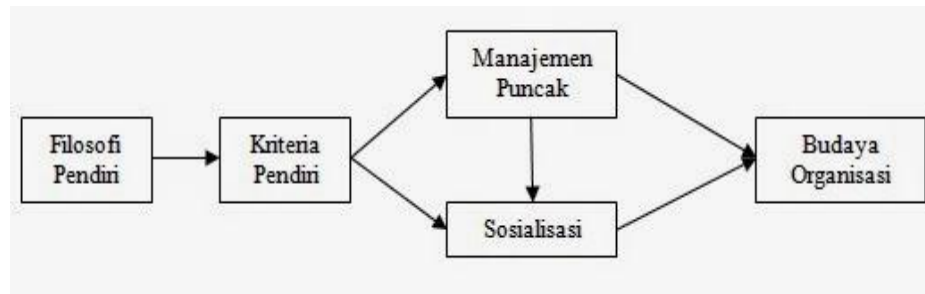 Filosofi
Pendiri
Kriteria
Pendiri
Manajemen
Puncak
Sosialisasi
Budaya
Organisasi